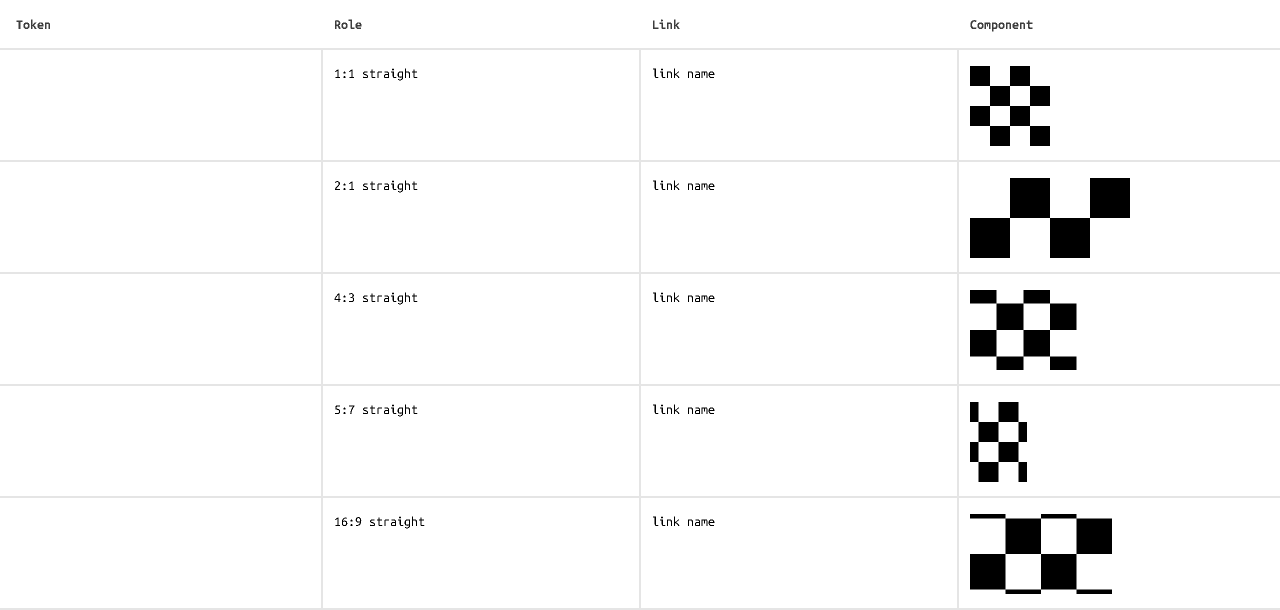 Token Role Link Component
1:1 straight link name
2:1 straight link name
4:3 straight link name
5:7 straight link name
16:9 straight link name